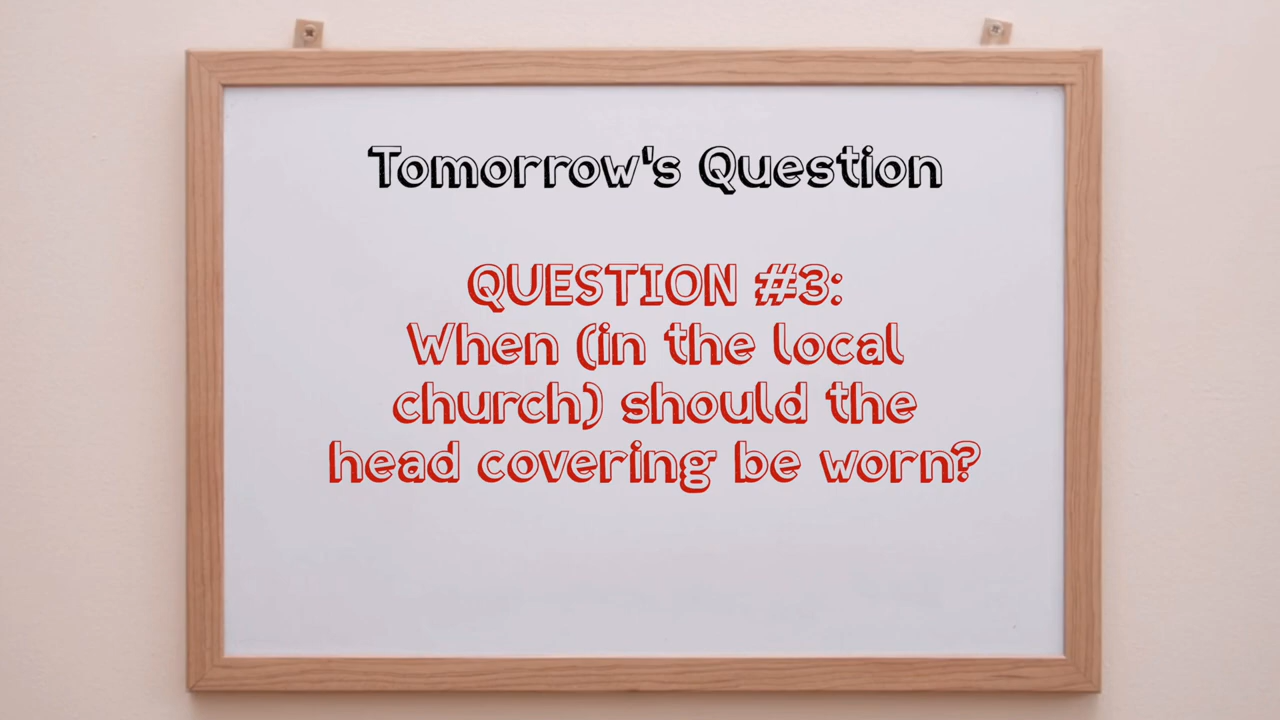 Tomorrow's Question
QUESTION #3:
When (in the local
church) should the
head covering be worn?